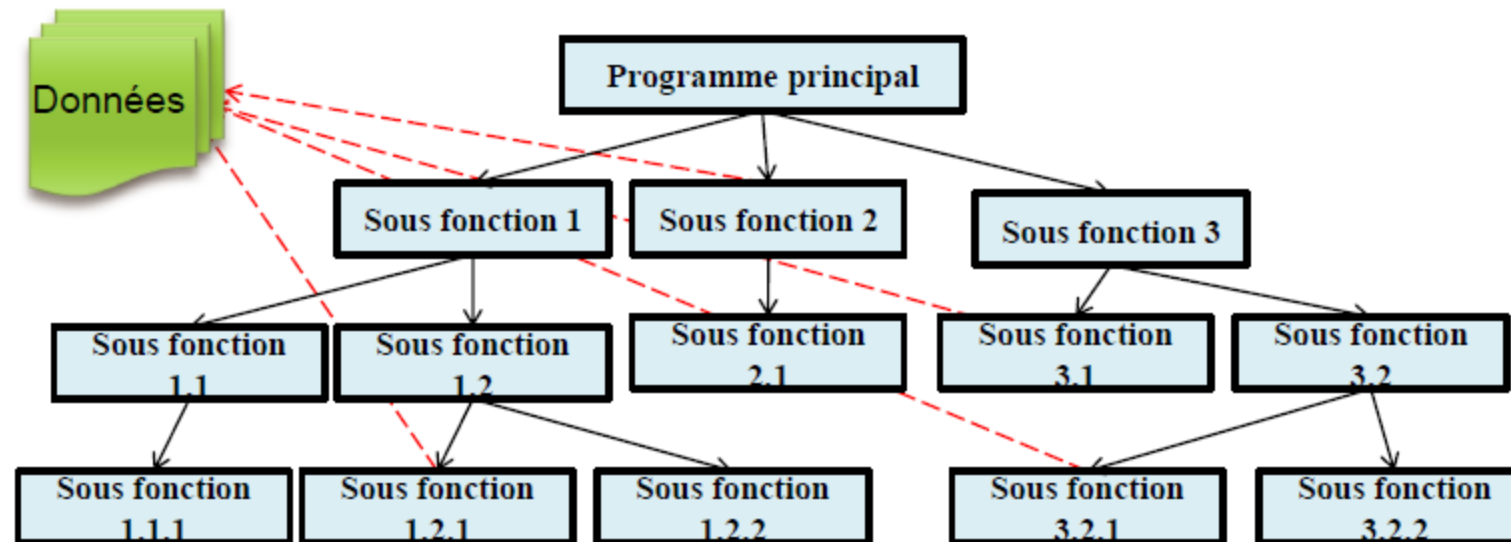 Données
Programme principal
Sous fonction 1
Sous fonction 2
Sous fonction 3
Sous fonction
1.1
Sous fonction
1.2
Sous fonction
2.1
Sous fonction
3.1
Sous fonction
3.2
Sous fonction
1.1.1
Sous fonction
1.2.1
Sous fonction
1.2.2
Sous fonction
3.2.1
Sous fonction
3.2.2